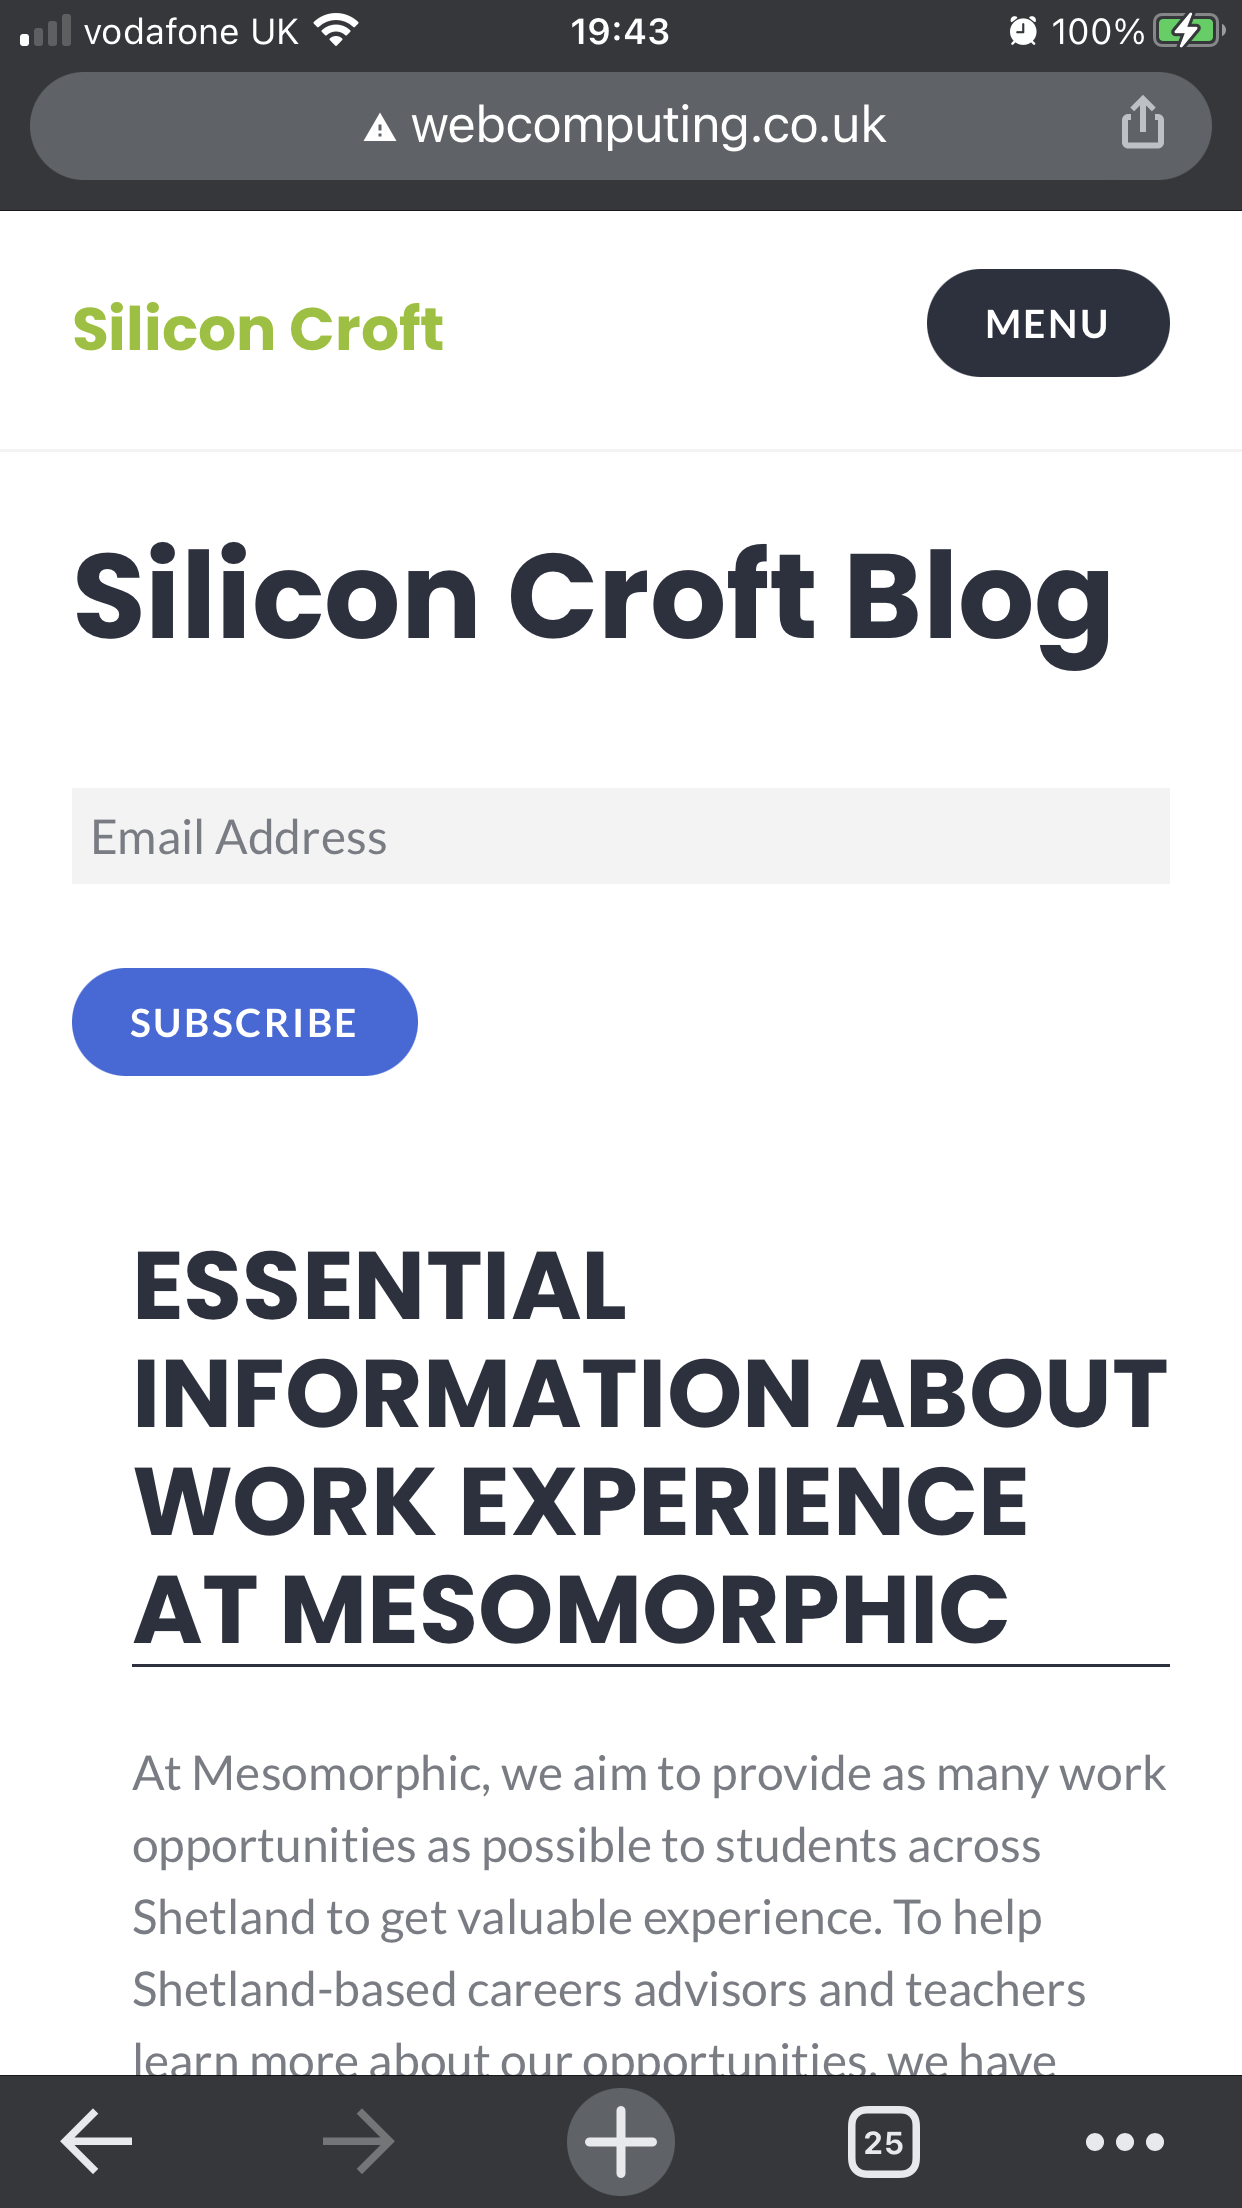 vodafone UK 19:43 100%
webcomputing.co.uk
Silicon Croft MENU
Silicon Croft Blog
Email Address
SUBSCRIBE
ESSENTIAL
INFORMATION ABOUT
WORK EXPERIENCE
AT MESOMORPHIC
At Mesomorphic, we aim to provide as many work
opportunities as possible to students across
Shetland to get valuable experience. To help
Shetland-based careers advisors and teachers
learn more about our opportunities, we have
25